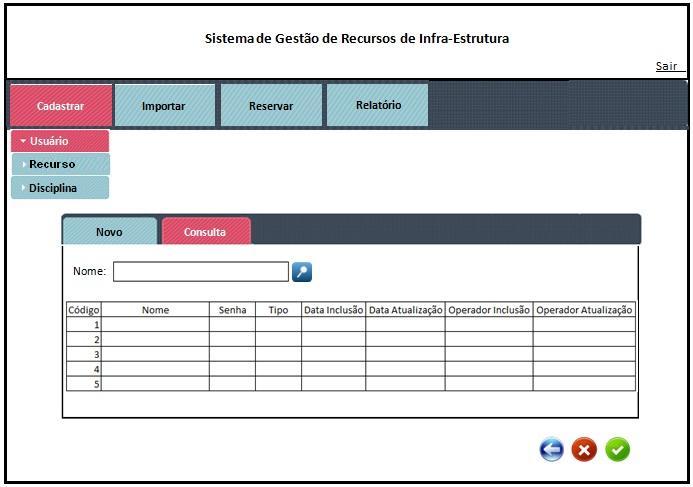 Sistema de Gestão de Recursos de Infra-Estrutura
Sair
Cadastrar Importar Reservar Relatório
Usuário
Recurso
Disciplina
Novo Consulta
Nome:
Código Nome Senha Tipo Data Inclusão Data Atualização Operador Inclusão Operador Atualização
1
2
3
4
5